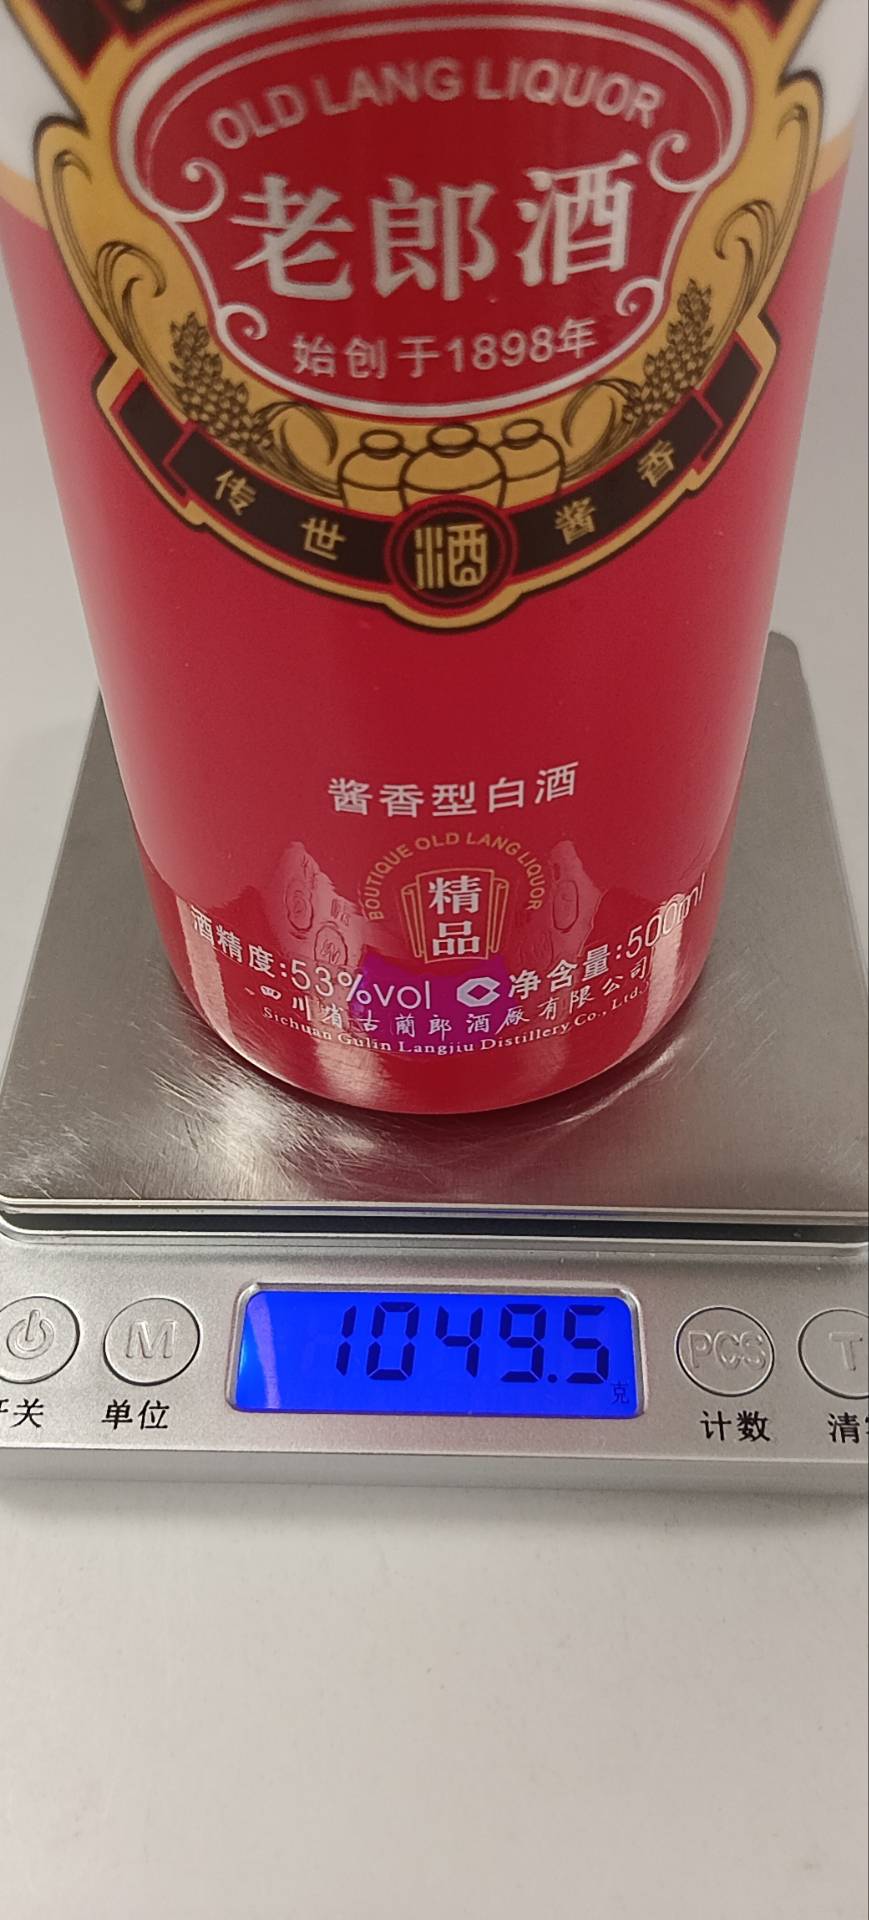 OLD LANG LIQUOR
老郎酒
始创于1898年
传世 酒 酱香
酱香型白酒
BOUTIQUE OLD LANG LIQUOR
精品
酒精度:53%vol 净含量:500ml
四川省古蔺郎酒厂有限公司
Sichuan Gulin Langjiu Distillery Co., Ltd.
1049.5
克
M PCS T
开关 单位 计数 清